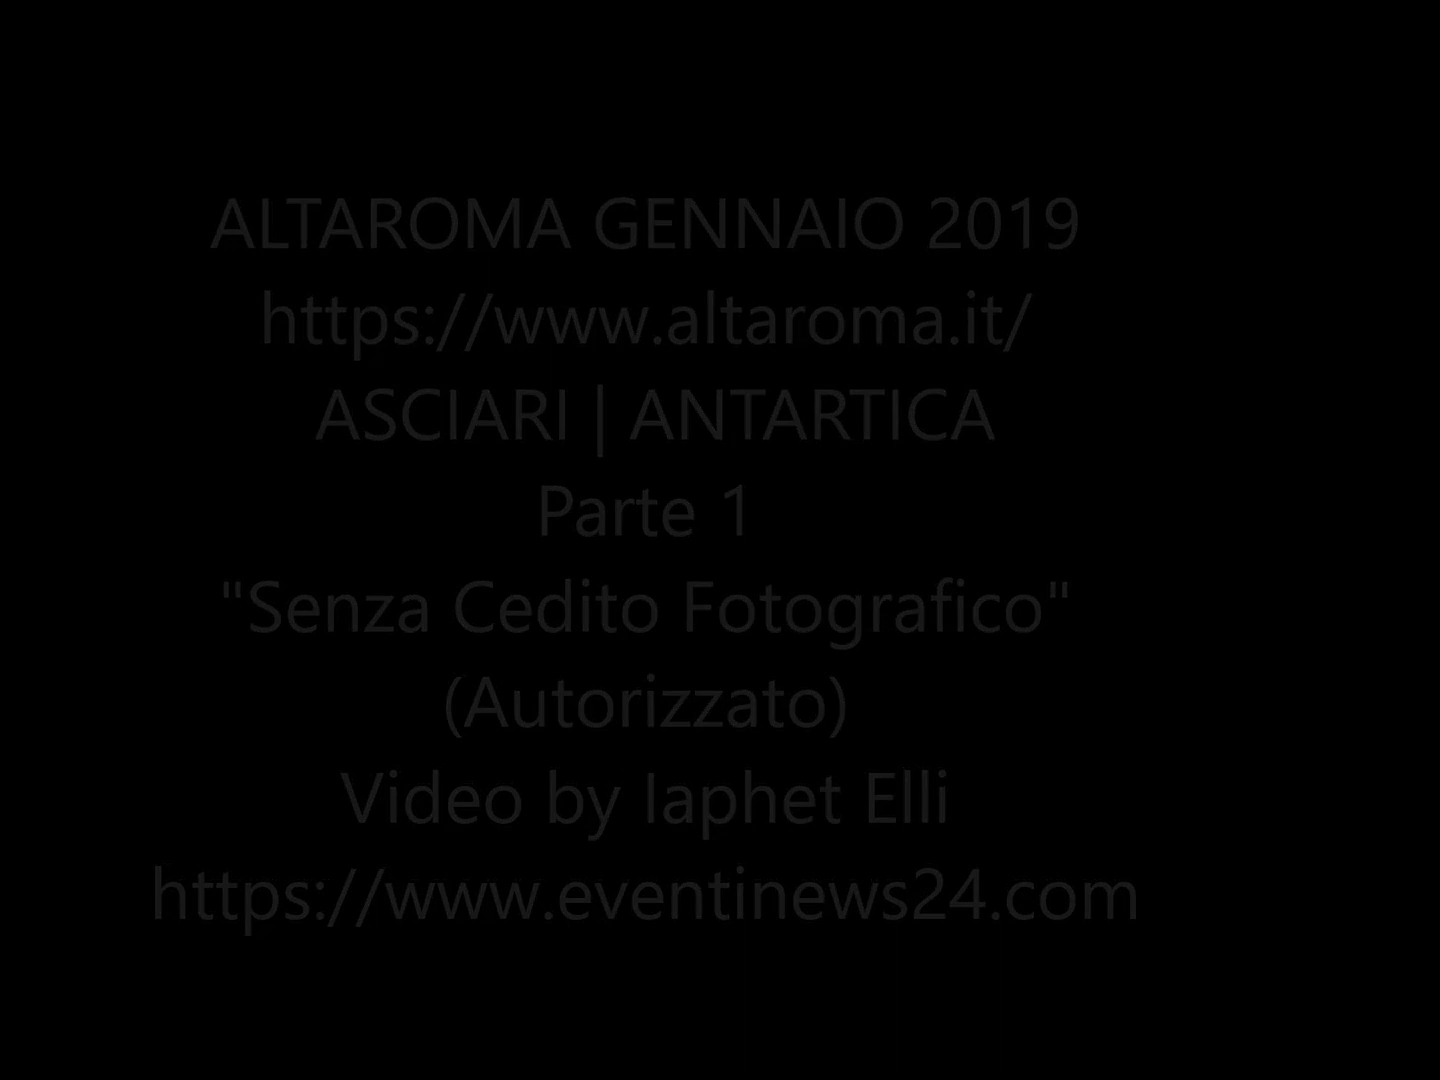 ALTAROMA GENNAIO 2019
https://www.altaroma.it/
ASCIARI | ANTARTICA
Parte 1
"Senza Cedito Fotografico"
(Autorizzato)
Video by Iaphet Elli
https://www.eventinews24.com